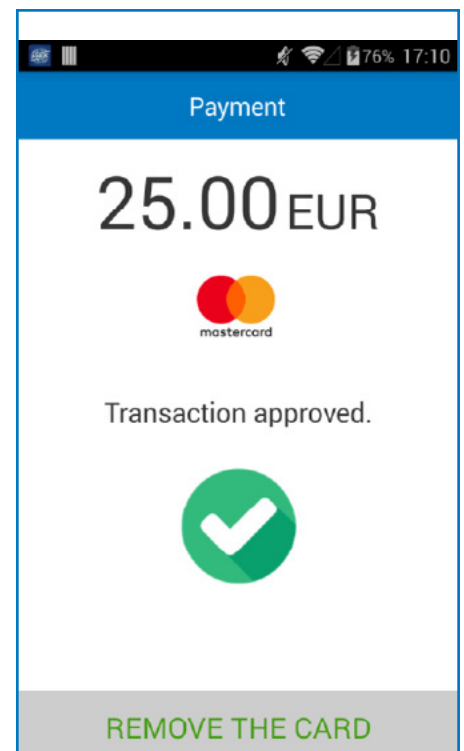 76% 17:10
Payment
25.00 EUR
mastercard
Transaction approved.
REMOVE THE CARD